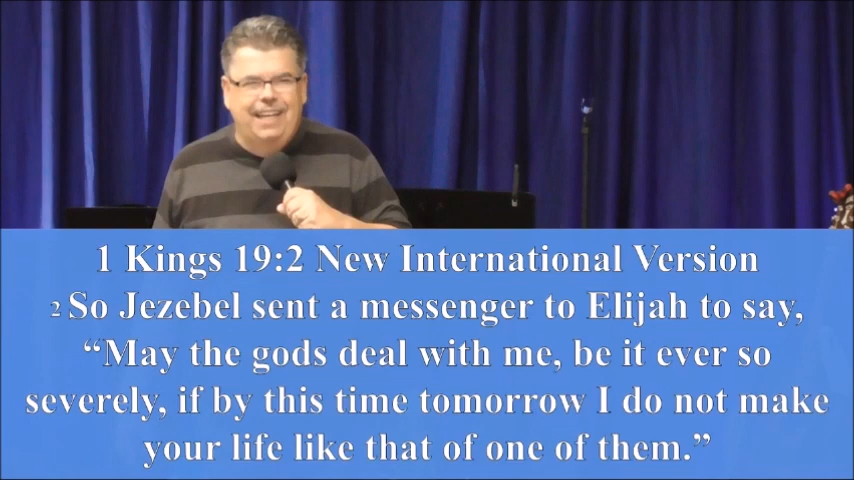 1 Kings 19:2 New International Version
2 So Jezebel sent a messenger to Elijah to say,
“May the gods deal with me, be it ever so
severely, if by this time tomorrow I do not make
your life like that of one of them.”